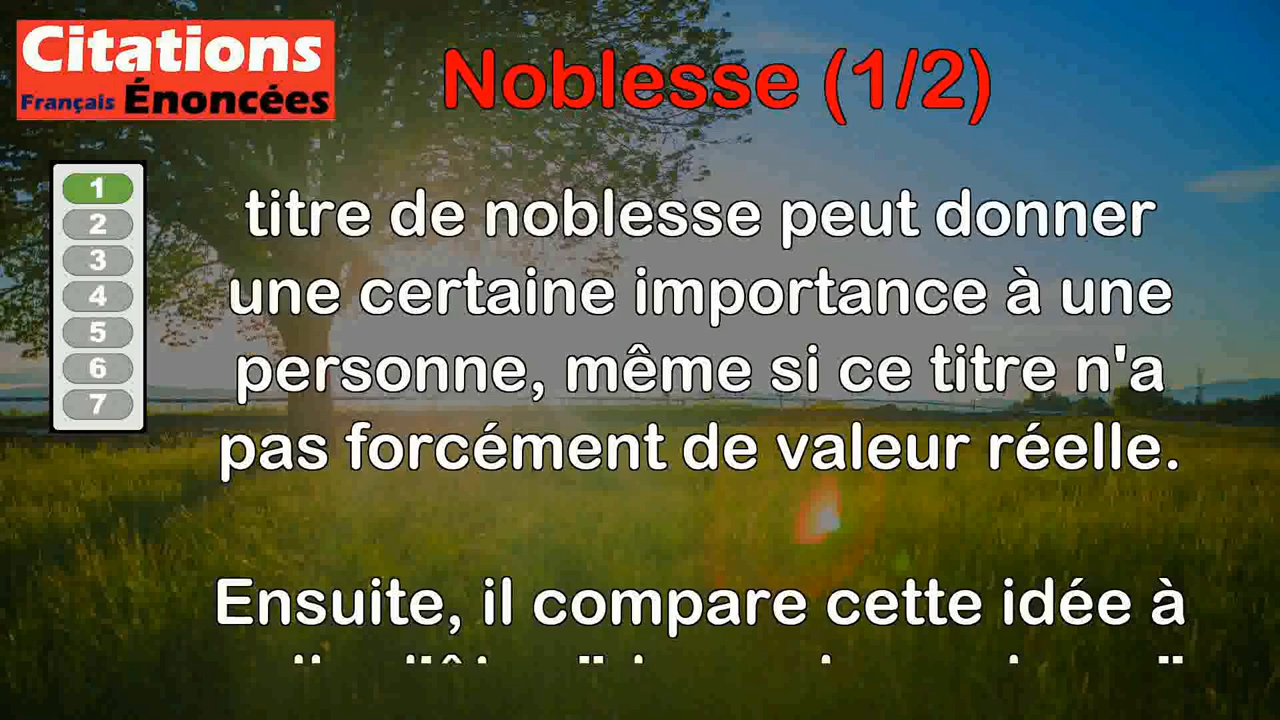 Citations
Français Énoncées
Noblesse (1/2)
1
2
3
4
5
6
7
titre de noblesse peut donner
une certaine importance à une
personne, même si ce titre n'a
pas forcément de valeur réelle.
Ensuite, il compare cette idée à